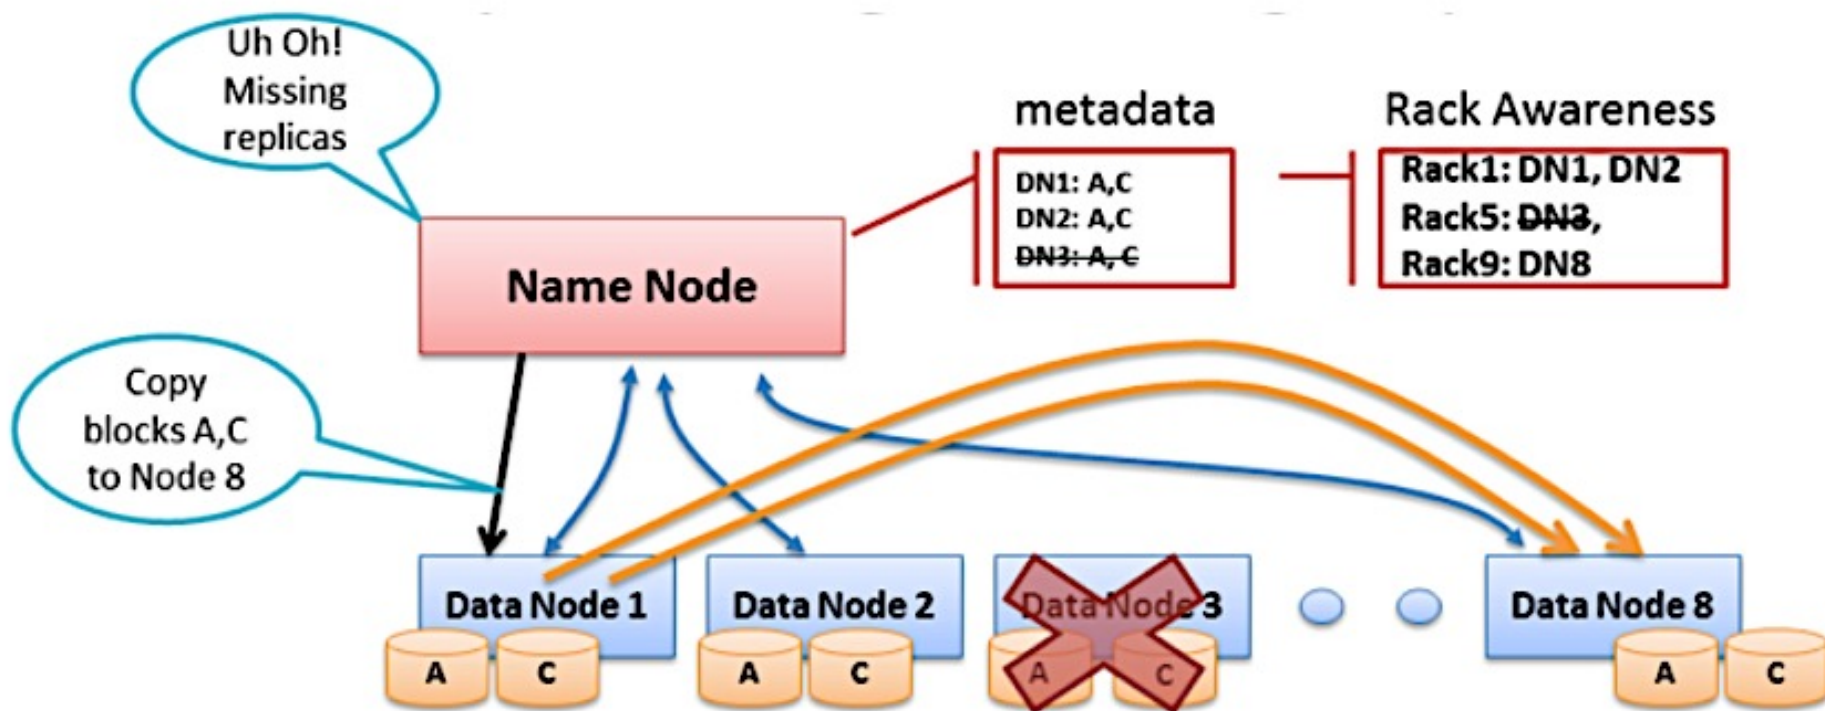 Uh Oh!
Missing
replicas
metadata
DN1: A,C
DN2: A,C
DN3: A, C
Rack Awareness
Rack1: DN1, DN2
Rack5: DN3,
Rack9: DN8
Name Node
Copy
blocks A,C
to Node 8
Data Node 1
A
C
Data Node 2
A
C
Data Node 3
A
C
Data Node 8
A
C